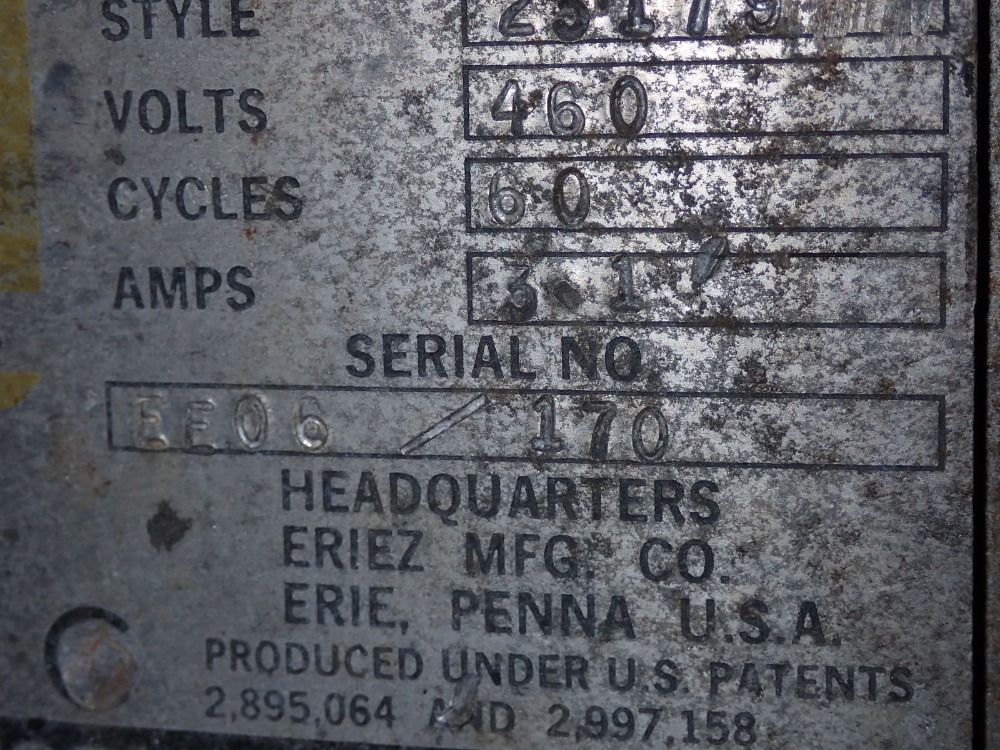 STYLE 25179
VOLTS 460
CYCLES 60
AMPS 3.1
SERIAL NO.
EE06 / 170
HEADQUARTERS
ERIEZ MFG. CO.
ERIE, PENNA U.S.A.
PRODUCED UNDER U.S. PATENTS
2,895,064 AND 2,997,158